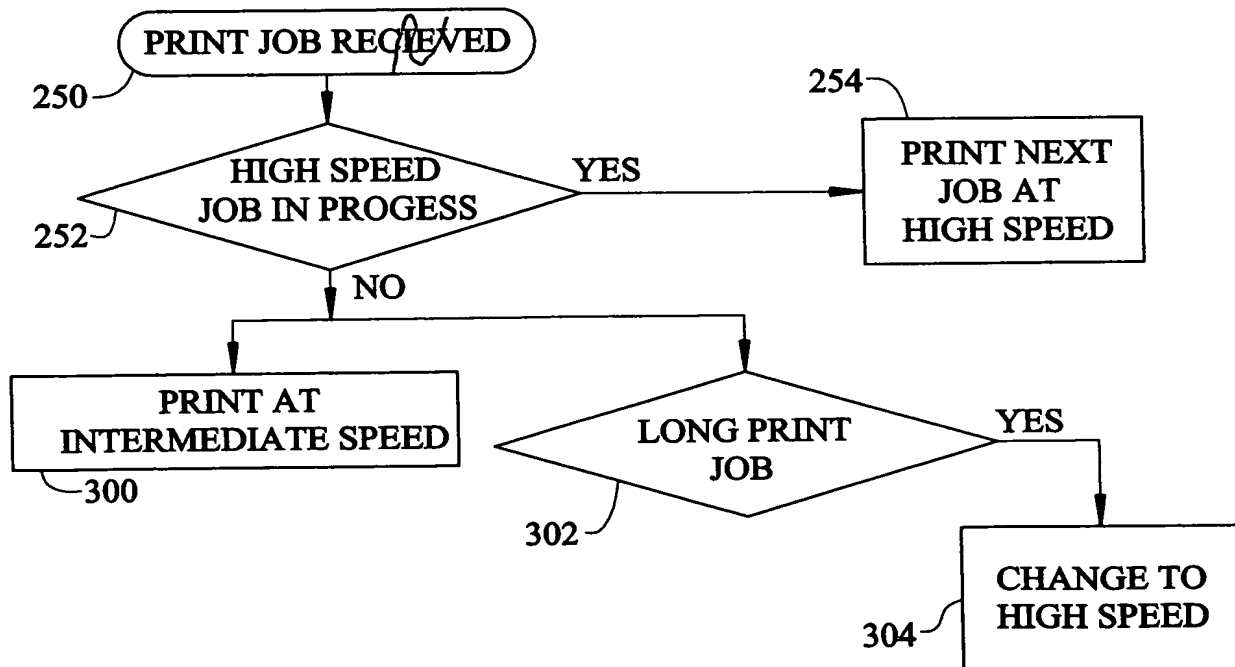 PRINT JOB RECIEVED
250
254
HIGH SPEED
JOB IN PROGESS
252
YES
PRINT NEXT
JOB AT
HIGH SPEED
NO
PRINT AT
INTERMEDIATE SPEED
300
LONG PRINT
JOB
302
YES
CHANGE TO
HIGH SPEED
304